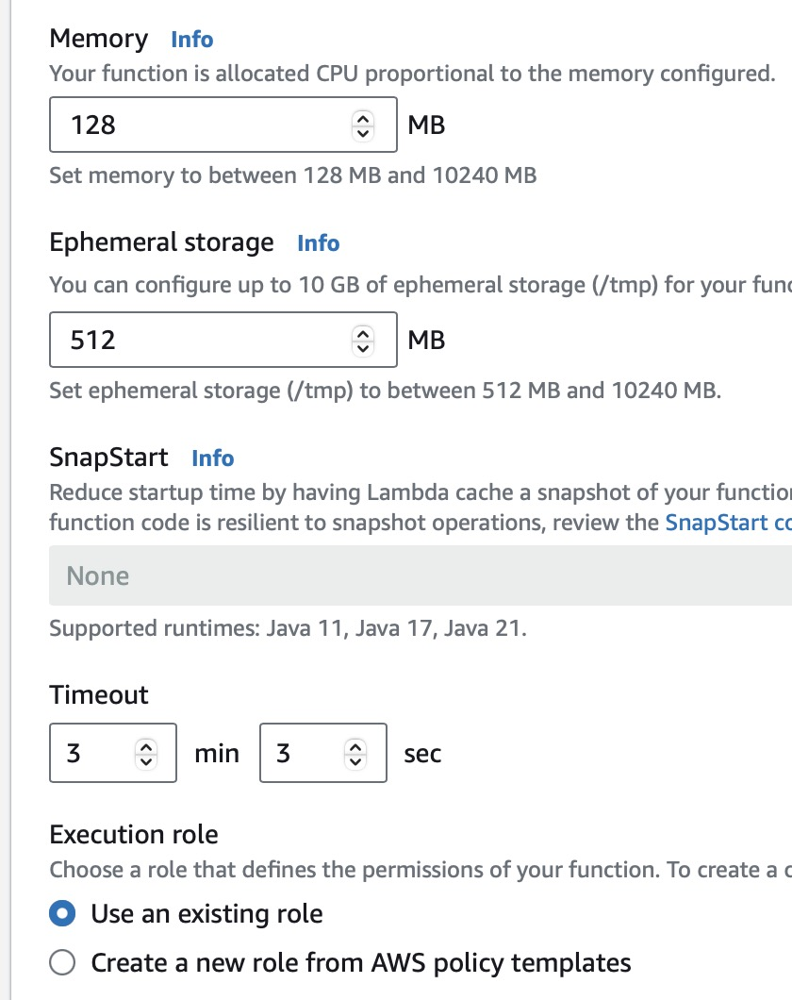 Memory Info
Your function is allocated CPU proportional to the memory configured.
128 MB
Set memory to between 128 MB and 10240 MB
Ephemeral storage Info
You can configure up to 10 GB of ephemeral storage (/tmp) for your func
512 MB
Set ephemeral storage (/tmp) to between 512 MB and 10240 MB.
SnapStart Info
Reduce startup time by having Lambda cache a snapshot of your function
function code is resilient to snapshot operations, review the SnapStart co
None
Supported runtimes: Java 11, Java 17, Java 21.
Timeout
3 min 3 sec
Execution role
Choose a role that defines the permissions of your function. To create a c
Use an existing role
Create a new role from AWS policy templates